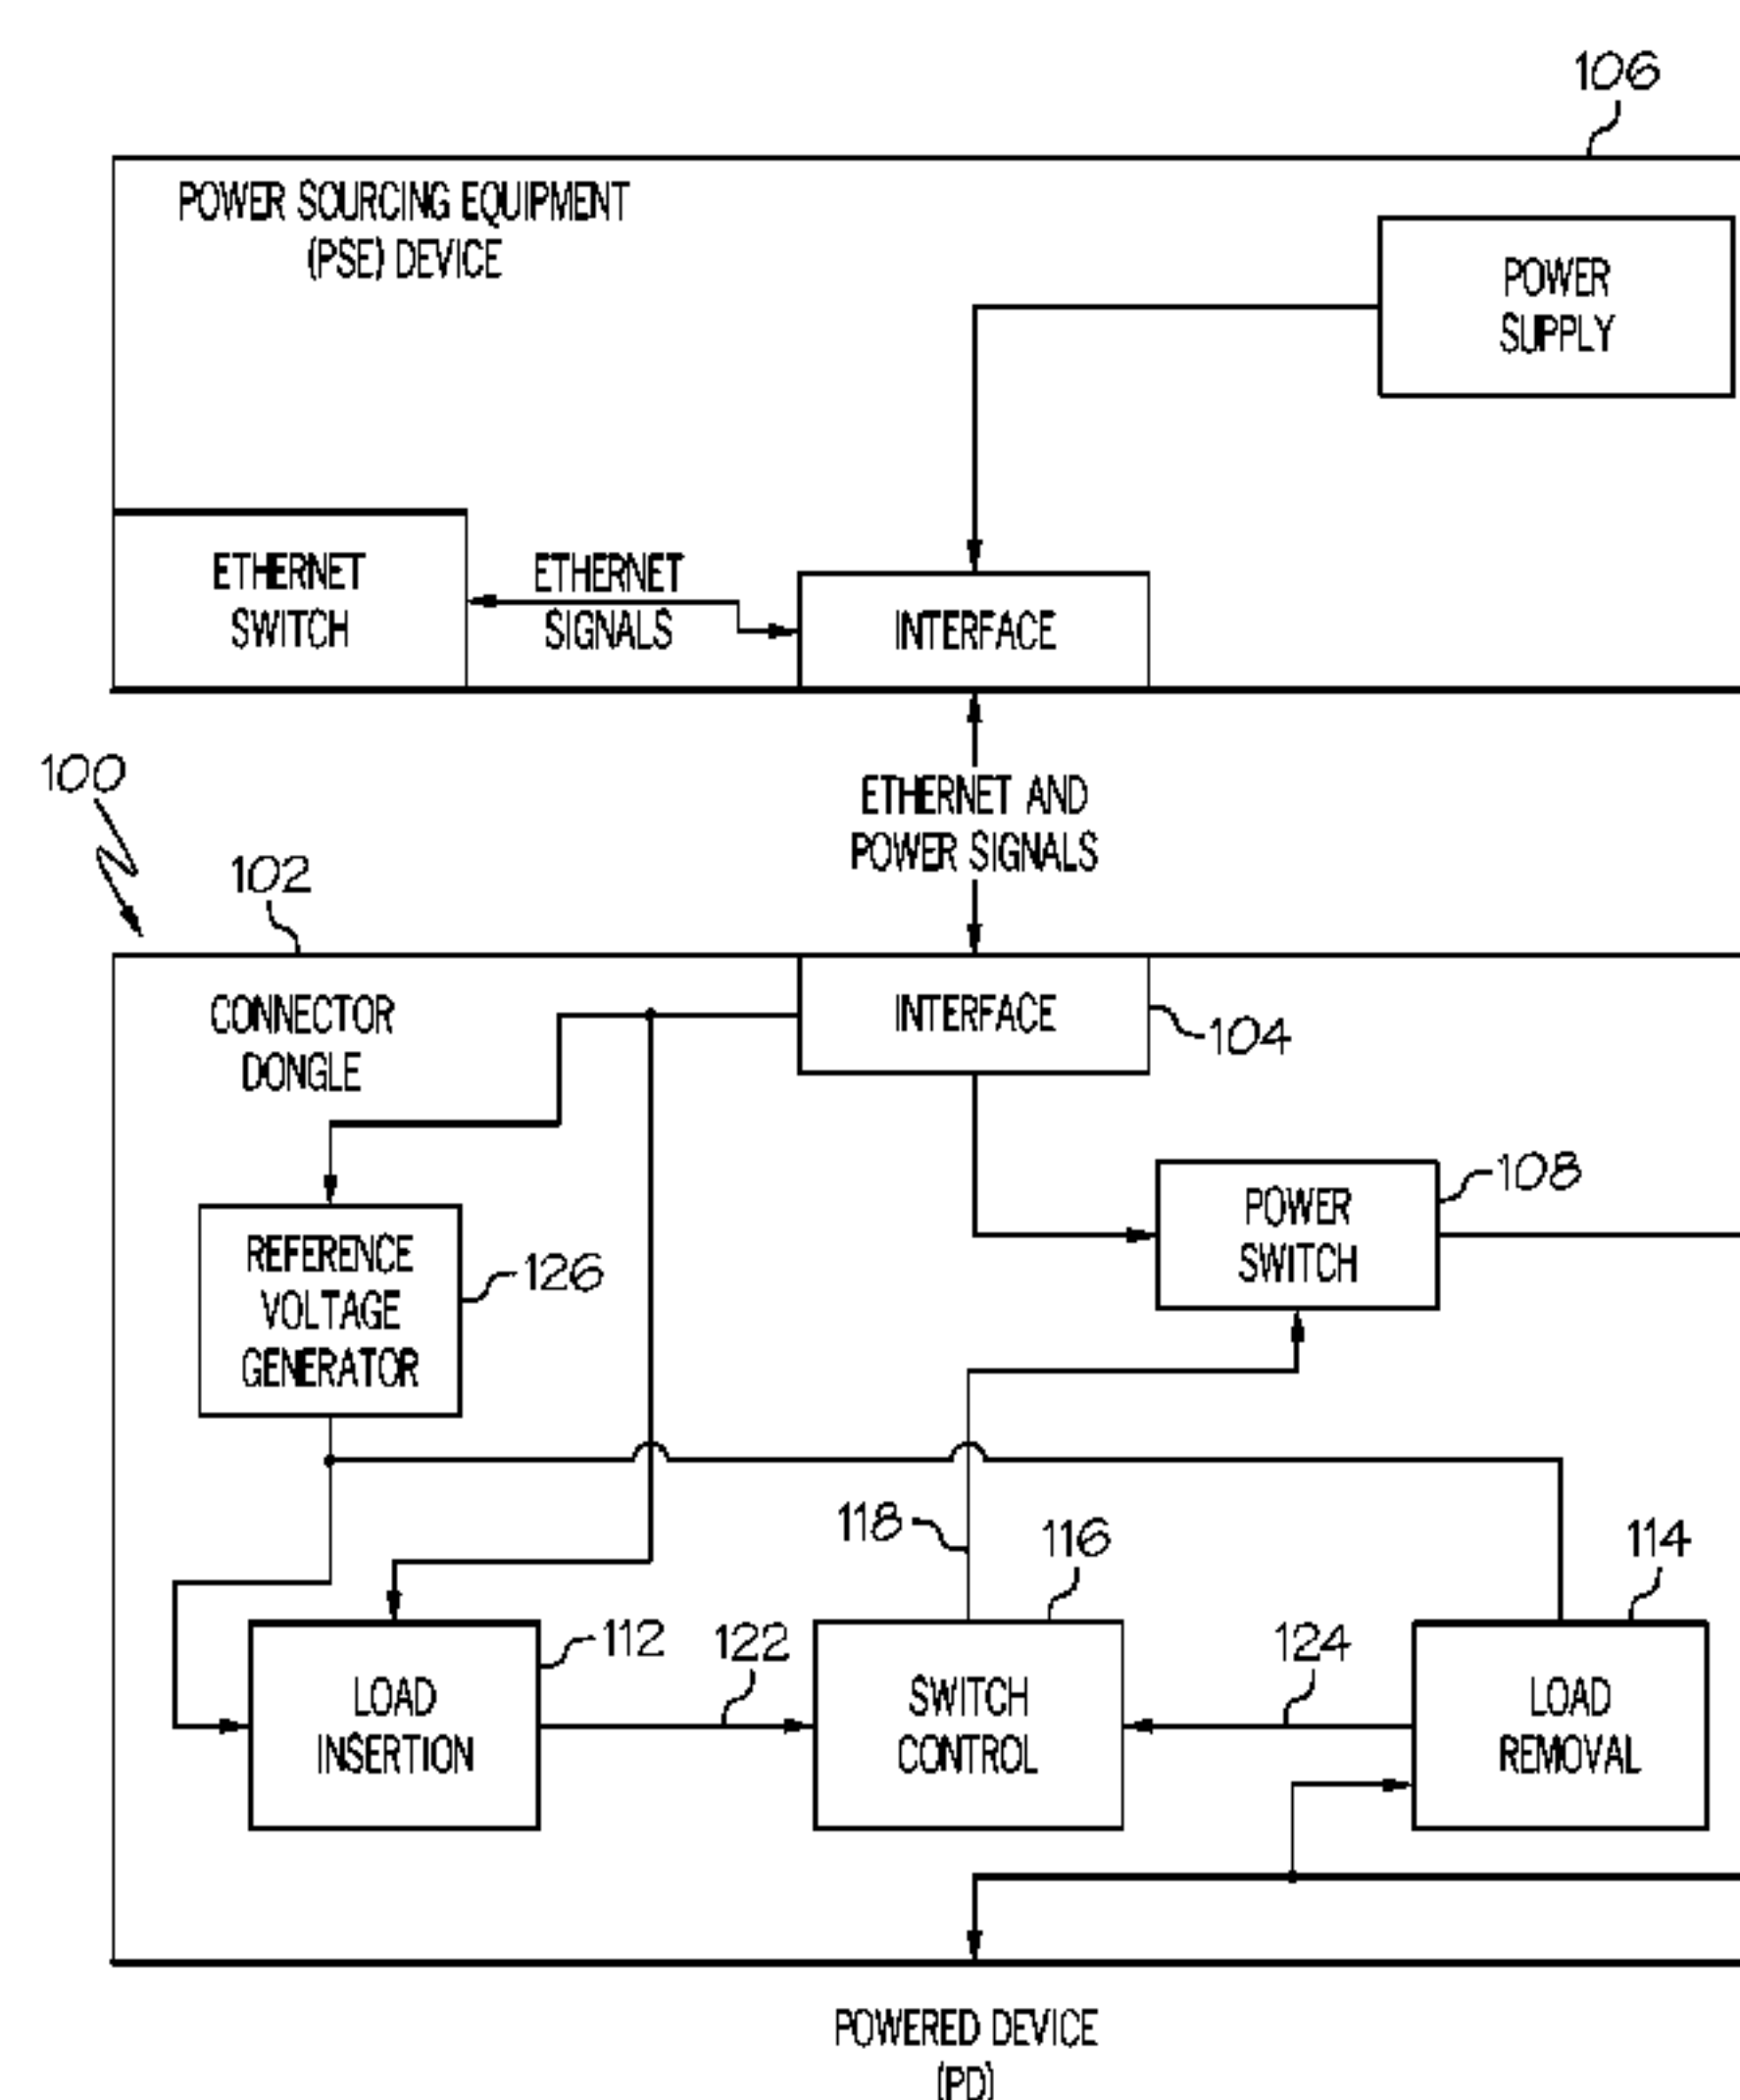 106
POWER SOURCING EQUIPMENT
(PSE) DEVICE
POWER
SUPPLY
ETHERNET
SWITCH
ETHERNET
SIGNALS
INTERFACE
100
ETHERNET AND
POWER SIGNALS
102
CONNECTOR
DONGLE
INTERFACE
104
POWER
SWITCH
108
REFERENCE
VOLTAGE
GENERATOR
126
118
116
114
LOAD
INSERTION
112
122
SWITCH
CONTROL
124
LOAD
REMOVAL
POWERED DEVICE
(PD)